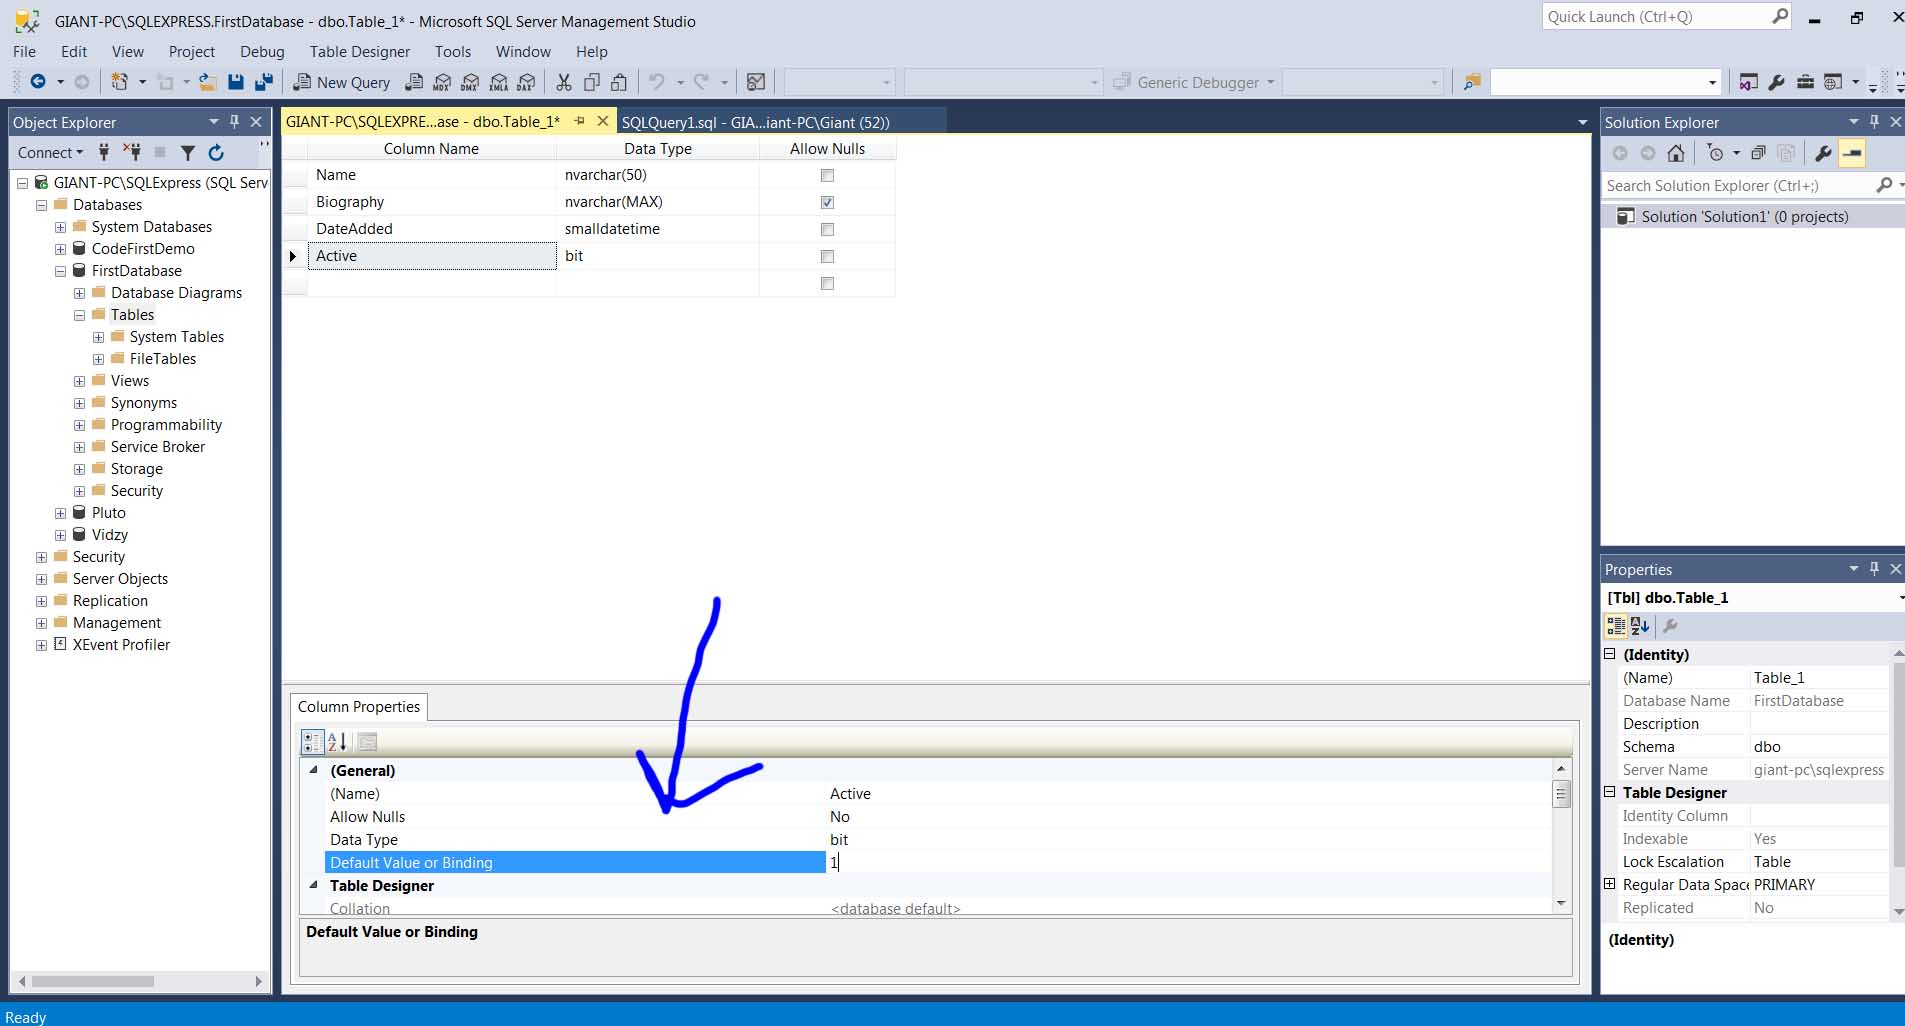 GIANT-PC\SQLEXPRESS.FirstDatabase - dbo.Table_1* - Microsoft SQL Server Management Studio
Quick Launch (Ctrl+Q)
File Edit View Project Debug Table Designer Tools Window Help
New Query MDX DMX XMLA DAX Generic Debugger
Object Explorer
Connect
GIANT-PC\SQLExpress (SQL Serv
Databases
System Databases
CodeFirstDemo
FirstDatabase
Database Diagrams
Tables
System Tables
FileTables
Views
Synonyms
Programmability
Service Broker
Storage
Security
Pluto
Vidzy
Security
Server Objects
Replication
Management
XEvent Profiler
GIANT-PC\SQLEXPRE...ase - dbo.Table_1* SQLQuery1.sql - GIA...iant-PC\Giant (52))
Column Name Data Type Allow Nulls
Name nvarchar(50)
Biography nvarchar(MAX)
DateAdded smalldatetime
Active bit
Column Properties
(General)
(Name) Active
Allow Nulls No
Data Type bit
Default Value or Binding 1
Table Designer
Collation <database default>
Default Value or Binding
Solution Explorer
Search Solution Explorer (Ctrl+;)
Solution 'Solution1' (0 projects)
Properties
[Tbl] dbo.Table_1
(Identity)
(Name) Table_1
Database Name FirstDatabase
Description
Schema dbo
Server Name giant-pc\sqlexpress
Table Designer
Identity Column
Indexable Yes
Lock Escalation Table
Regular Data Space PRIMARY
Replicated No
(Identity)
Ready